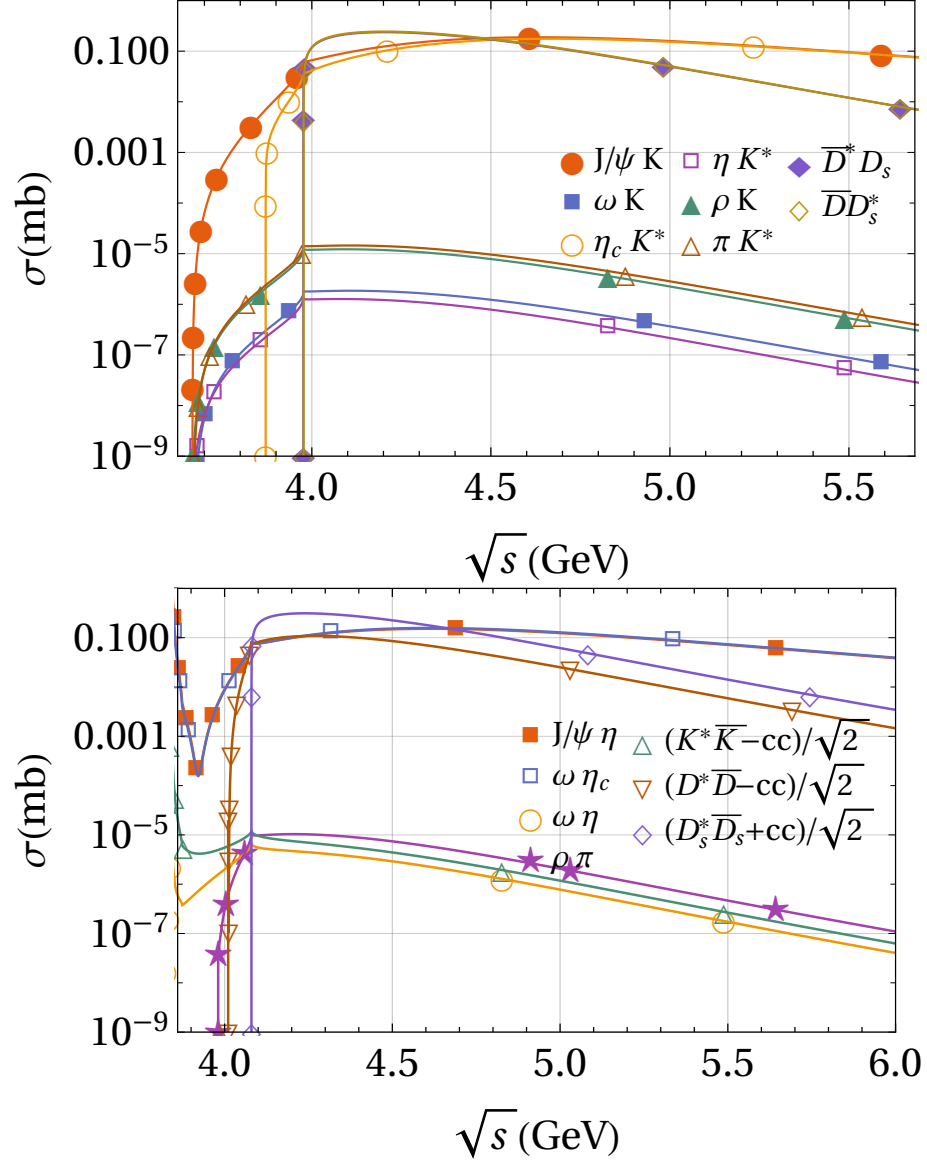 0.100
0.001
10⁻⁵
10⁻⁷
10⁻⁹
σ(mb)
J/ψ K
ω K
η_c K*
η K*
ρ K
π K*
D̅* D_s
D̅D_s*
4.0 4.5 5.0 5.5
√s (GeV)
0.100
0.001
10⁻⁵
10⁻⁷
10⁻⁹
σ(mb)
J/ψ η
ω η_c
ω η
ρ π
(K* K̅−cc)/√2
(D* D̅−cc)/√2
(D_s* D̅_s+cc)/√2
4.0 4.5 5.0 5.5 6.0
√s (GeV)